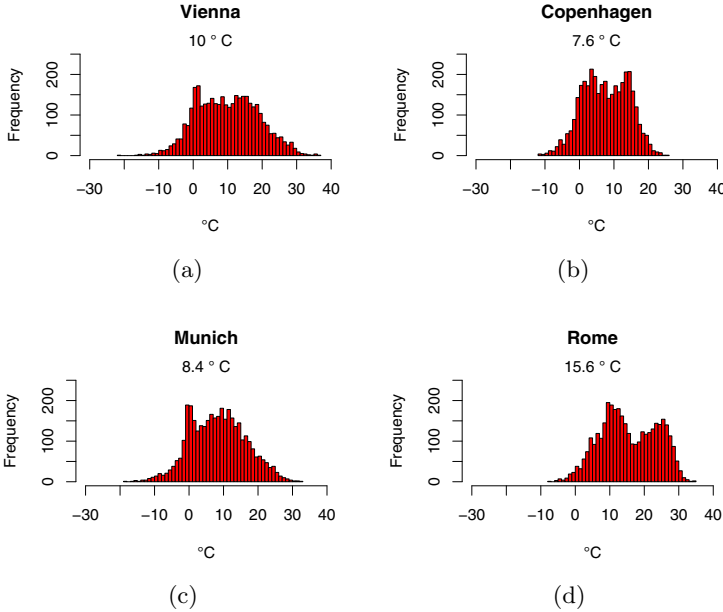 Vienna
10 ° C
Frequency
200
100
0
−30 −10 0 10 20 30 40
°C
(a)
Copenhagen
7.6 ° C
Frequency
200
100
0
−30 −10 0 10 20 30 40
°C
(b)
Munich
8.4 ° C
Frequency
200
100
0
−30 −10 0 10 20 30 40
°C
(c)
Rome
15.6 ° C
Frequency
200
100
0
−30 −10 0 10 20 30 40
°C
(d)